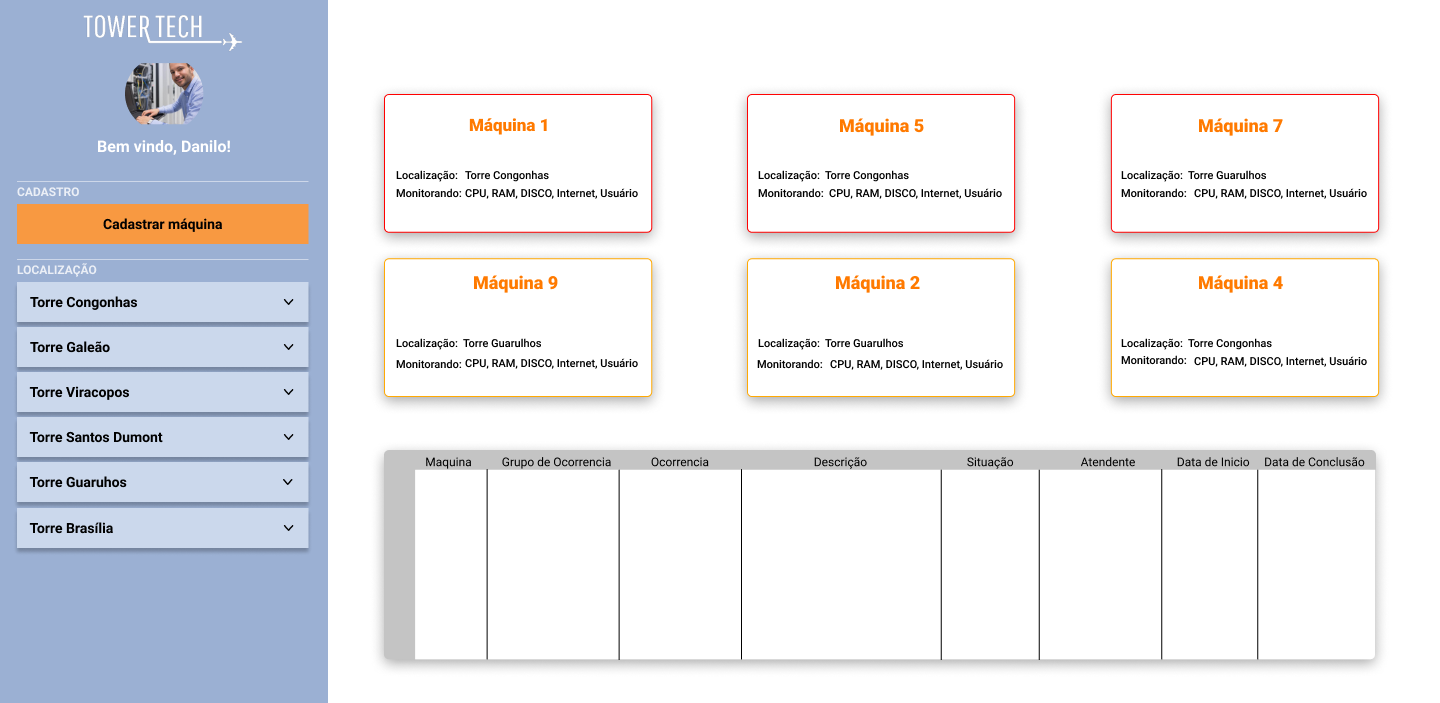 TOWER TECH
Bem vindo, Danilo!
CADASTRO
Cadastrar máquina
LOCALIZAÇÃO
Torre Congonhas
Torre Galeão
Torre Viracopos
Torre Santos Dumont
Torre Guaruhos
Torre Brasília
Máquina 1
Localização: Torre Congonhas
Monitorando: CPU, RAM, DISCO, Internet, Usuário
Máquina 5
Localização: Torre Congonhas
Monitorando: CPU, RAM, DISCO, Internet, Usuário
Máquina 7
Localização: Torre Guarulhos
Monitorando: CPU, RAM, DISCO, Internet, Usuário
Máquina 9
Localização: Torre Guarulhos
Monitorando: CPU, RAM, DISCO, Internet, Usuário
Máquina 2
Localização: Torre Guarulhos
Monitorando: CPU, RAM, DISCO, Internet, Usuário
Máquina 4
Localização: Torre Congonhas
Monitorando: CPU, RAM, DISCO, Internet, Usuário
Maquina Grupo de Ocorrencia Ocorrencia Descrição Situação Atendente Data de Inicio Data de Conclusão